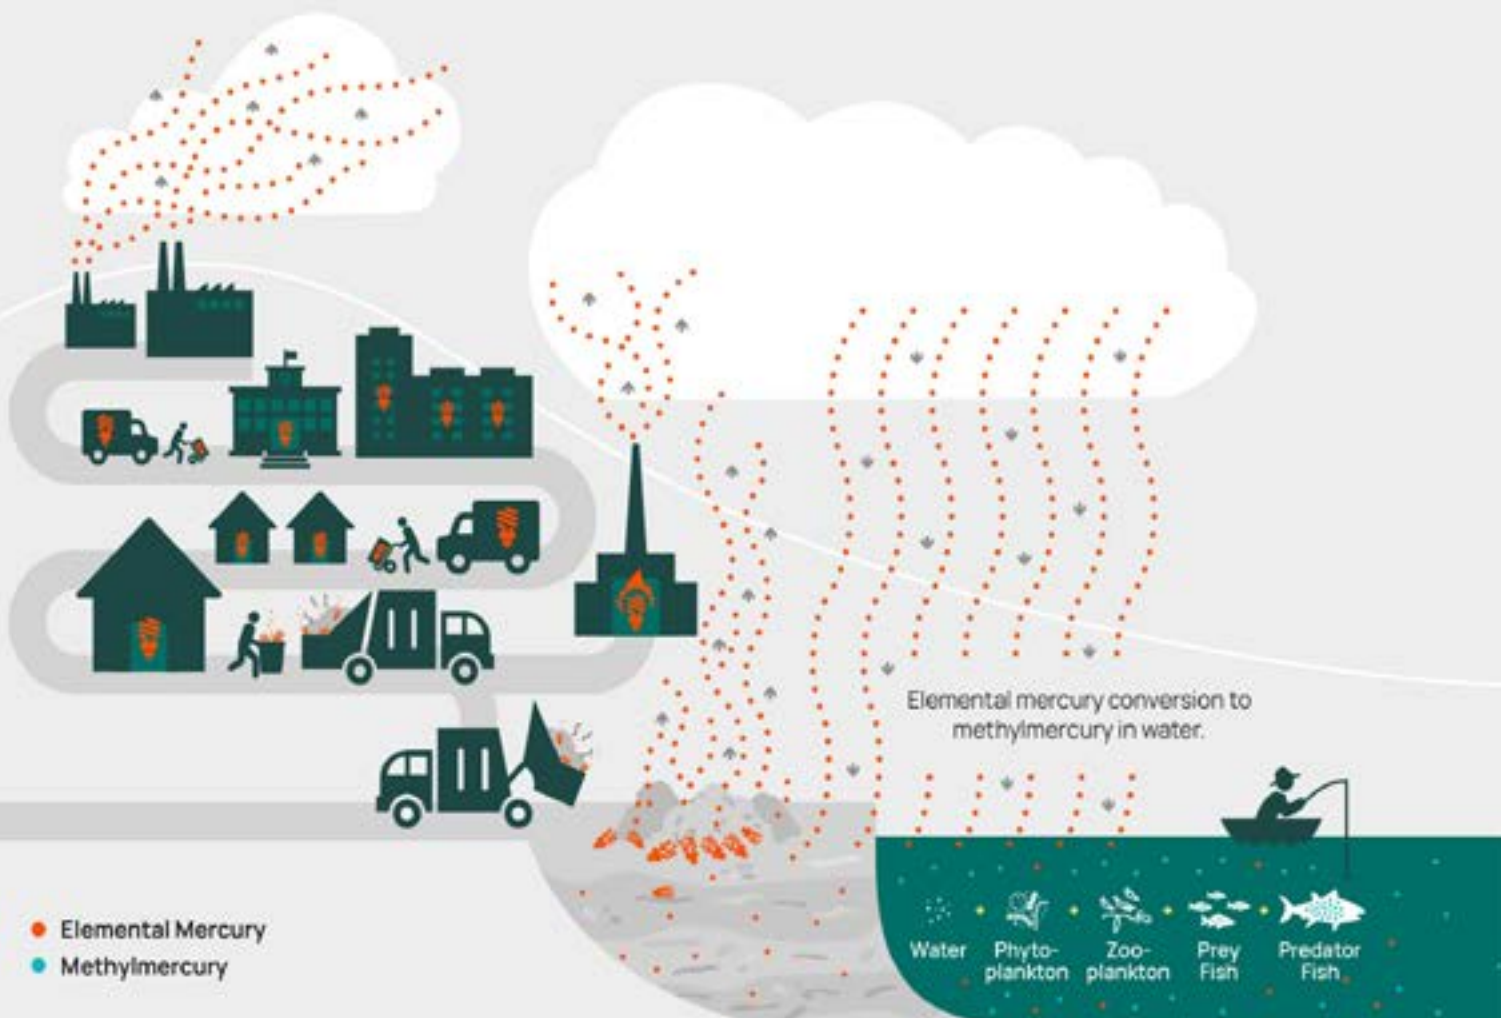 Elemental mercury conversion to
methylmercury in water.
Water
Phyto-
plankton
Zoo-
plankton
Prey
Fish
Predator
Fish
Elemental Mercury
Methylmercury